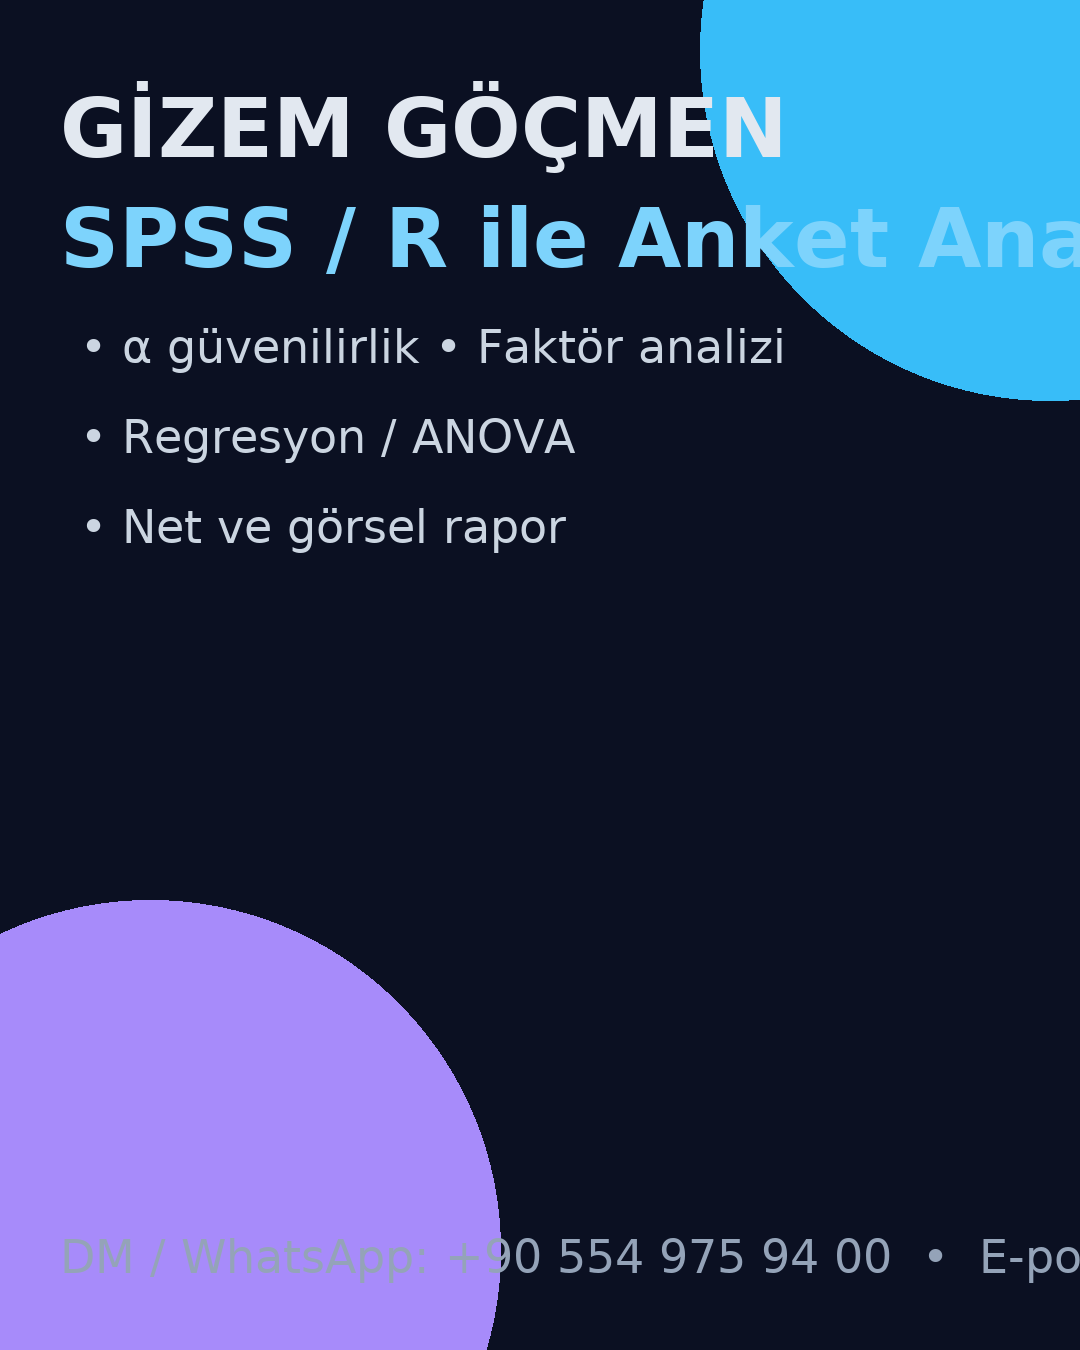 GİZEM GÖÇMEN
SPSS / R ile Anket Ana
• α güvenilirlik • Faktör analizi
• Regresyon / ANOVA
• Net ve görsel rapor
DM / WhatsApp: +90 554 975 94 00 • E-po